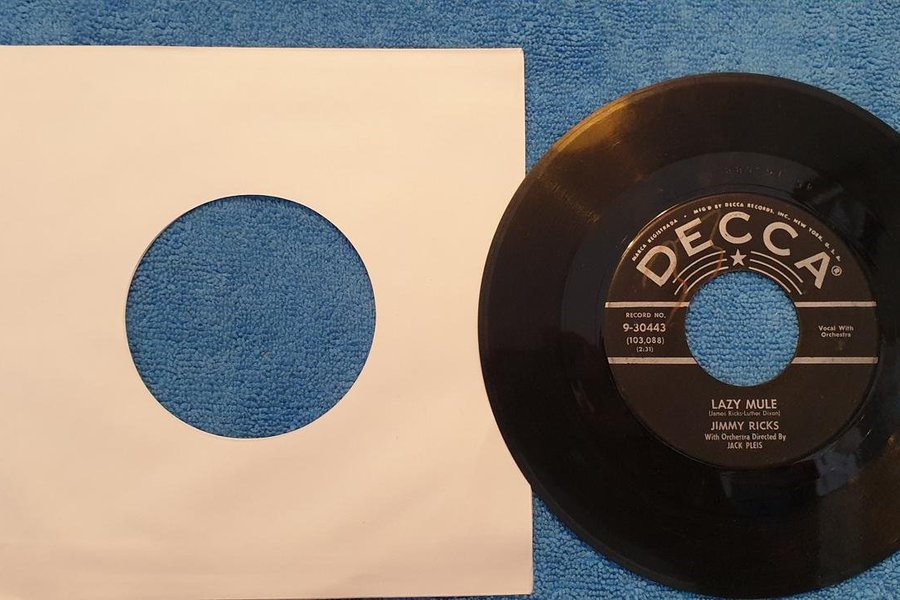 MARCA REGISTRADA • MFG'D BY DECCA RECORDS, INC., NEW YORK, U.S.A.
DECCA®
RECORD NO.
9-30443
(103,088)
(2:31)
Vocal With
Orchestra
LAZY MULE
(James Ricks-Luther Dixon)
JIMMY RICKS
With Orchestra Directed By
JACK PLEIS